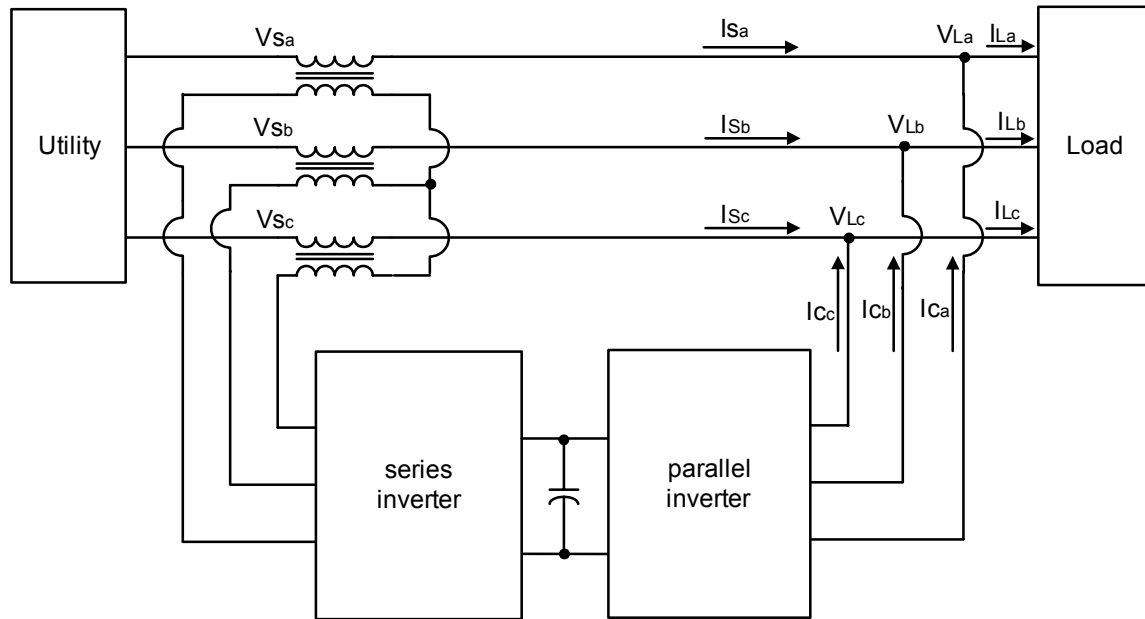 Vsa
Isa
VLa
ILa
Utility
Vsb
ISb
VLb
ILb
Load
Vsc
ISc
VLc
ILc
Icc
Icb
Ica
series
inverter
parallel
inverter